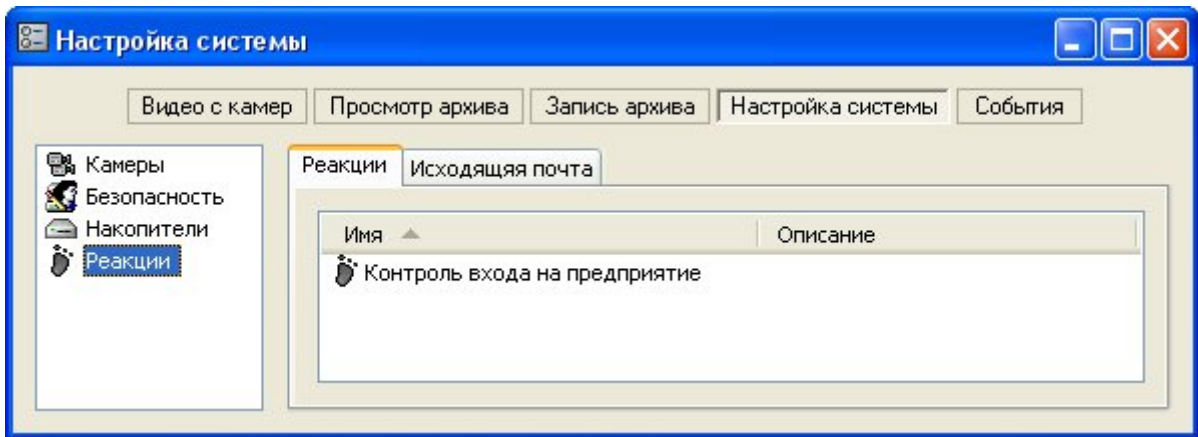 Настройка системы
Видео с камер Просмотр архива Запись архива Настройка системы События
Камеры
Безопасность
Накопители
Реакции
Реакции Исходящяя почта
Имя Описание
Контроль входа на предприятие